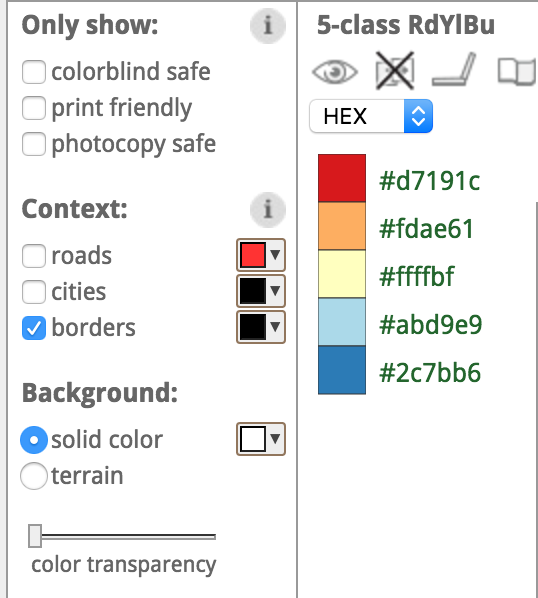 Only show:
i
colorblind safe
print friendly
photocopy safe
Context:
i
roads
cities
borders
Background:
solid color
terrain
color transparency
5-class RdYlBu
HEX
#d7191c
#fdae61
#ffffbf
#abd9e9
#2c7bb6